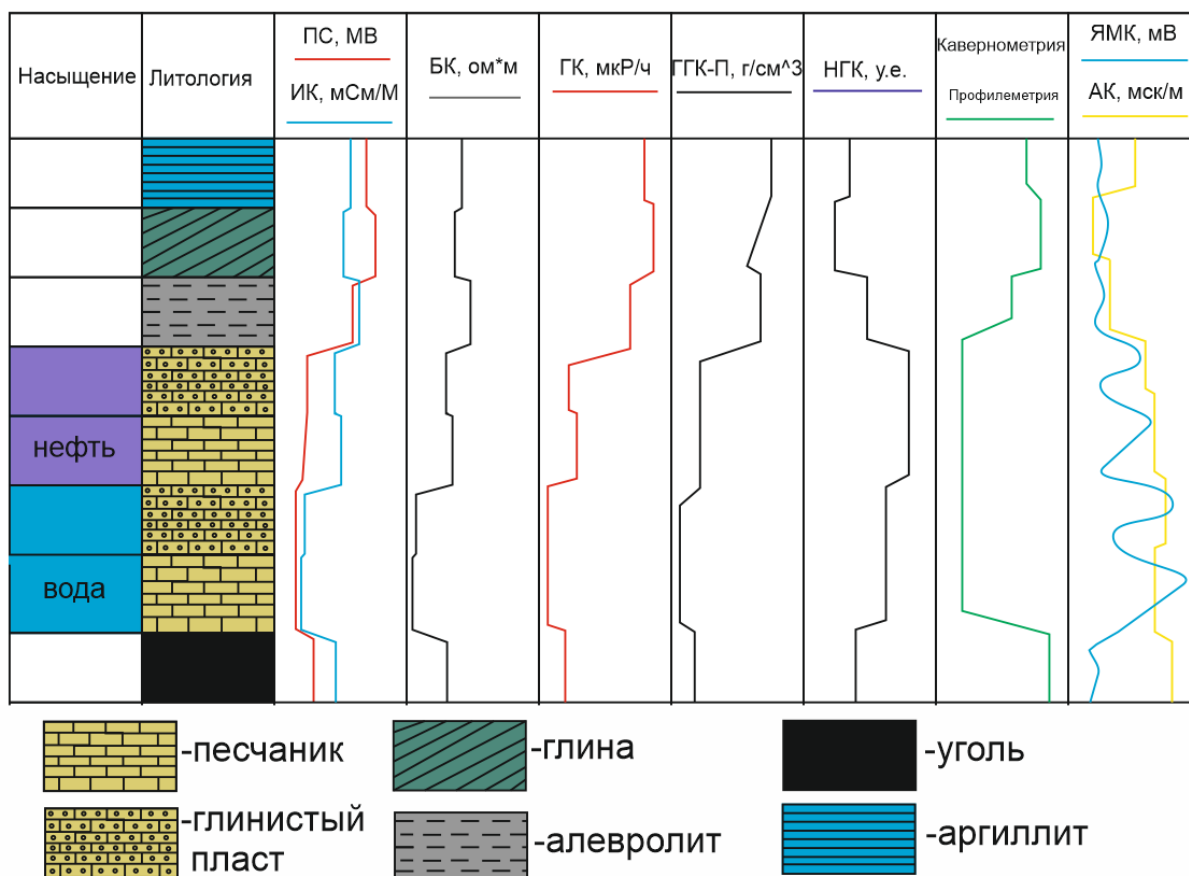 Насыщение
Литология
ПС, МВ
ИК, мСм/М
БК, ом*м
ГК, мкР/ч
ГГК-П, г/см^3
НГК, у.е.
Кавернометрия
Профилеметрия
ЯМК, мВ
АК, мск/м
нефть
вода
-песчаник
-глина
-уголь
-глинистый
пласт
-алевролит
-аргиллит